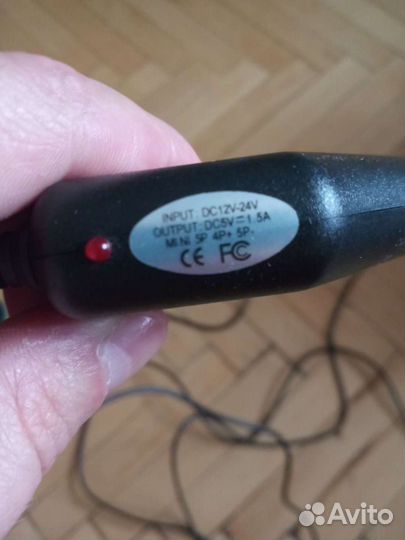 INPUT: DC12V-24V
OUTPUT: DC5V⎓1.5A
MINI 5P 4P+ 5P-
CE FC
Avito